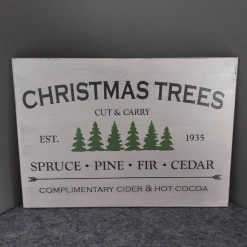 CHRISTMAS TREES
CUT & CARRY
EST. 1935
SPRUCE • PINE • FIR • CEDAR
COMPLIMENTARY CIDER & HOT COCOA